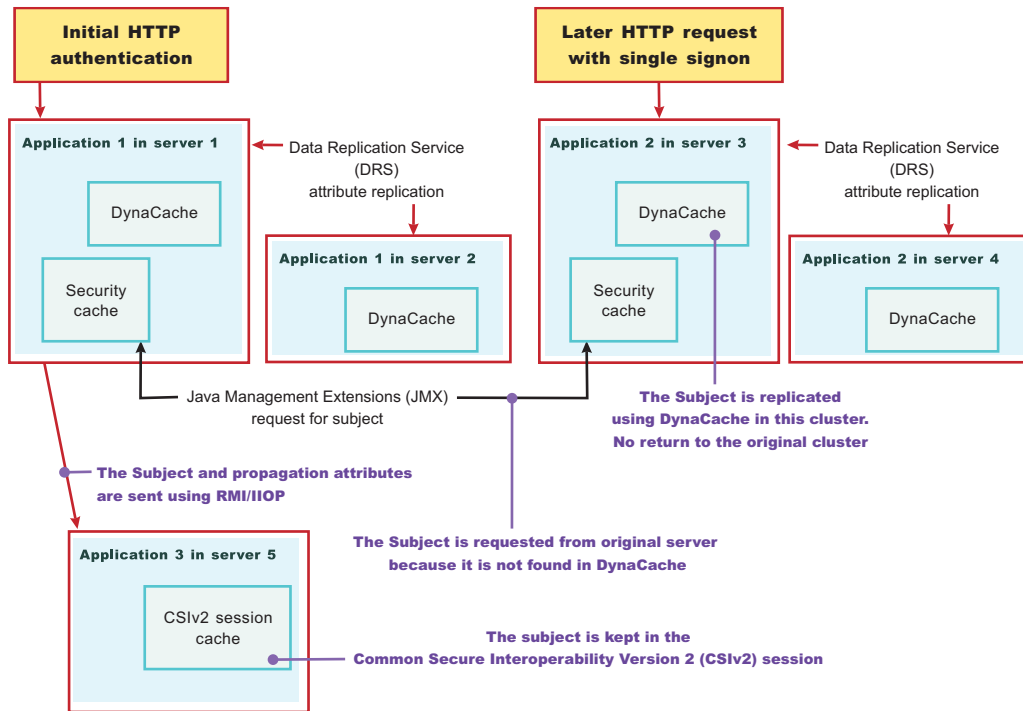 Initial HTTP
authentication
Later HTTP request
with single signon
Application 1 in server 1
DynaCache
Security
cache
Data Replication Service
(DRS)
attribute replication
Application 1 in server 2
DynaCache
Application 2 in server 3
DynaCache
Security
cache
Data Replication Service
(DRS)
attribute replication
Application 2 in server 4
DynaCache
Java Management Extensions (JMX)
request for subject
The Subject is replicated
using DynaCache in this cluster.
No return to the original cluster
The Subject and propagation attributes
are sent using RMI/IIOP
The Subject is requested from original server
because it is not found in DynaCache
Application 3 in server 5
CSIv2 session
cache
The subject is kept in the
Common Secure Interoperability Version 2 (CSIv2) session